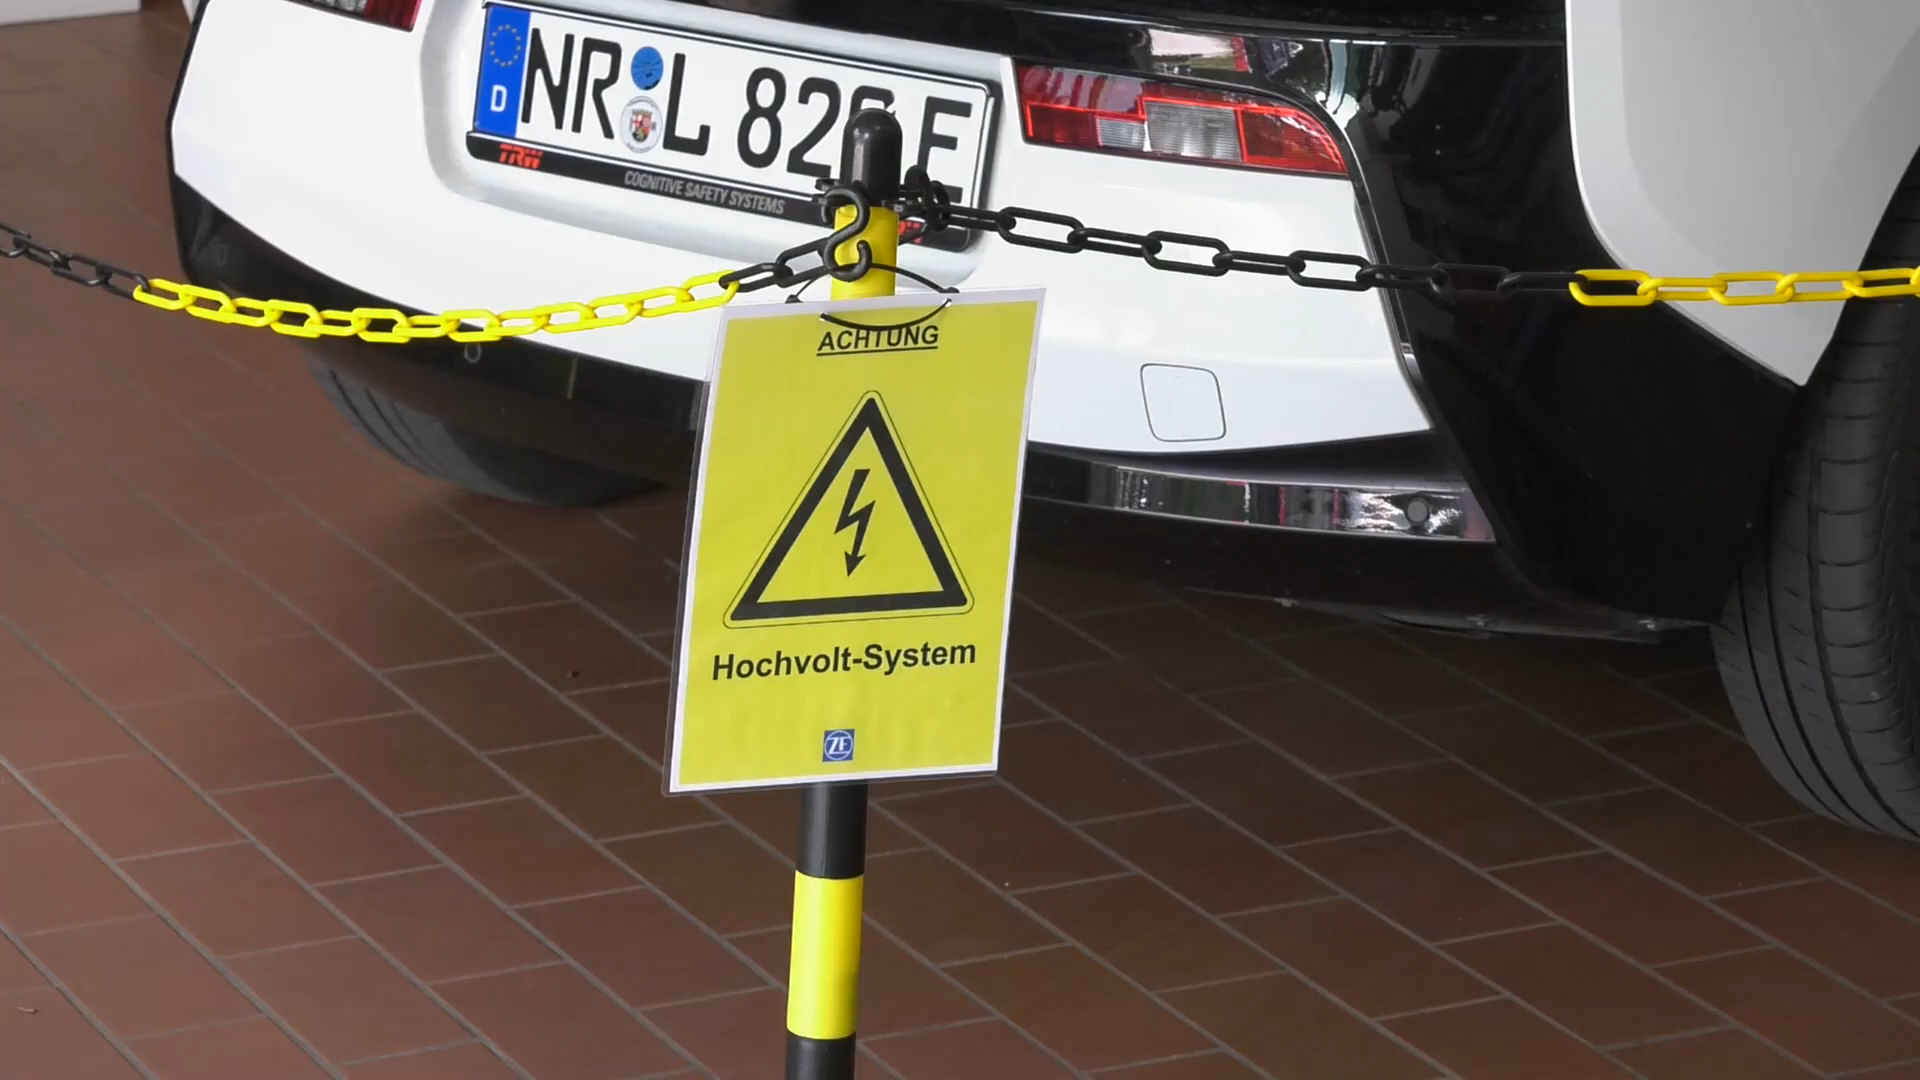 D
NR L 82 E
TRW
COGNITIVE SAFETY SYSTEMS
ACHTUNG
Hochvolt-System
ZF